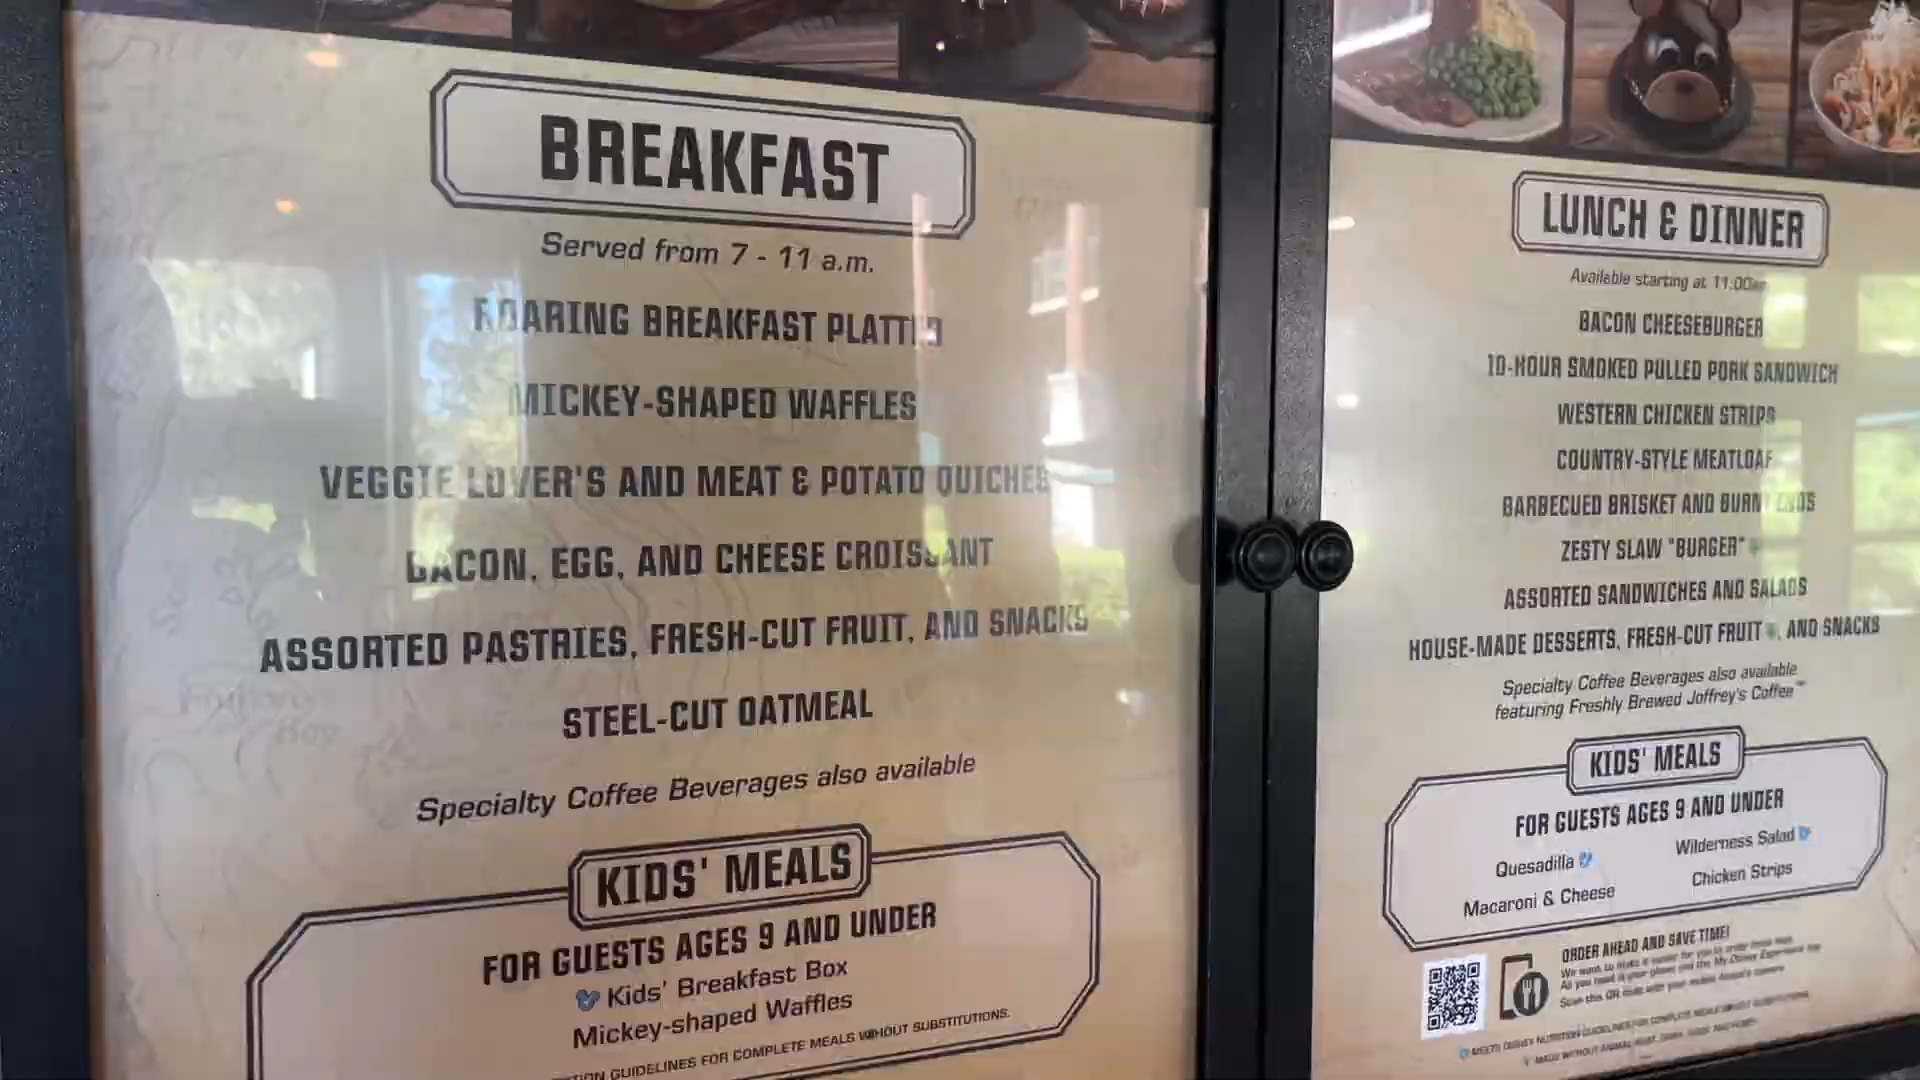 BREAKFAST
Served from 7 - 11 a.m.
ROARING BREAKFAST PLATTER
MICKEY-SHAPED WAFFLES
VEGGIE LOVER'S AND MEAT & POTATO QUICHES
BACON, EGG, AND CHEESE CROISSANT
ASSORTED PASTRIES, FRESH-CUT FRUIT, AND SNACKS
STEEL-CUT OATMEAL
Specialty Coffee Beverages also available
KIDS' MEALS
FOR GUESTS AGES 9 AND UNDER
Kids' Breakfast Box
Mickey-shaped Waffles
GUIDELINES FOR COMPLETE MEALS WIHOUT SUBSTITUTIONS.
LUNCH & DINNER
Available starting at 11:00am
BACON CHEESEBURGER
10-HOUR SMOKED PULLED PORK SANDWICH
WESTERN CHICKEN STRIPS
COUNTRY-STYLE MEATLOAF
BARBECUED BRISKET AND BURNT ENDS
ZESTY SLAW "BURGER"
ASSORTED SANDWICHES AND SALADS
HOUSE-MADE DESSERTS, FRESH-CUT FRUIT, AND SNACKS
Specialty Coffee Beverages also available
featuring Freshly Brewed Joffrey's Coffee™
KIDS' MEALS
FOR GUESTS AGES 9 AND UNDER
Quesadilla
Wilderness Salad
Macaroni & Cheese
Chicken Strips
ORDER AHEAD AND SAVE TIME!